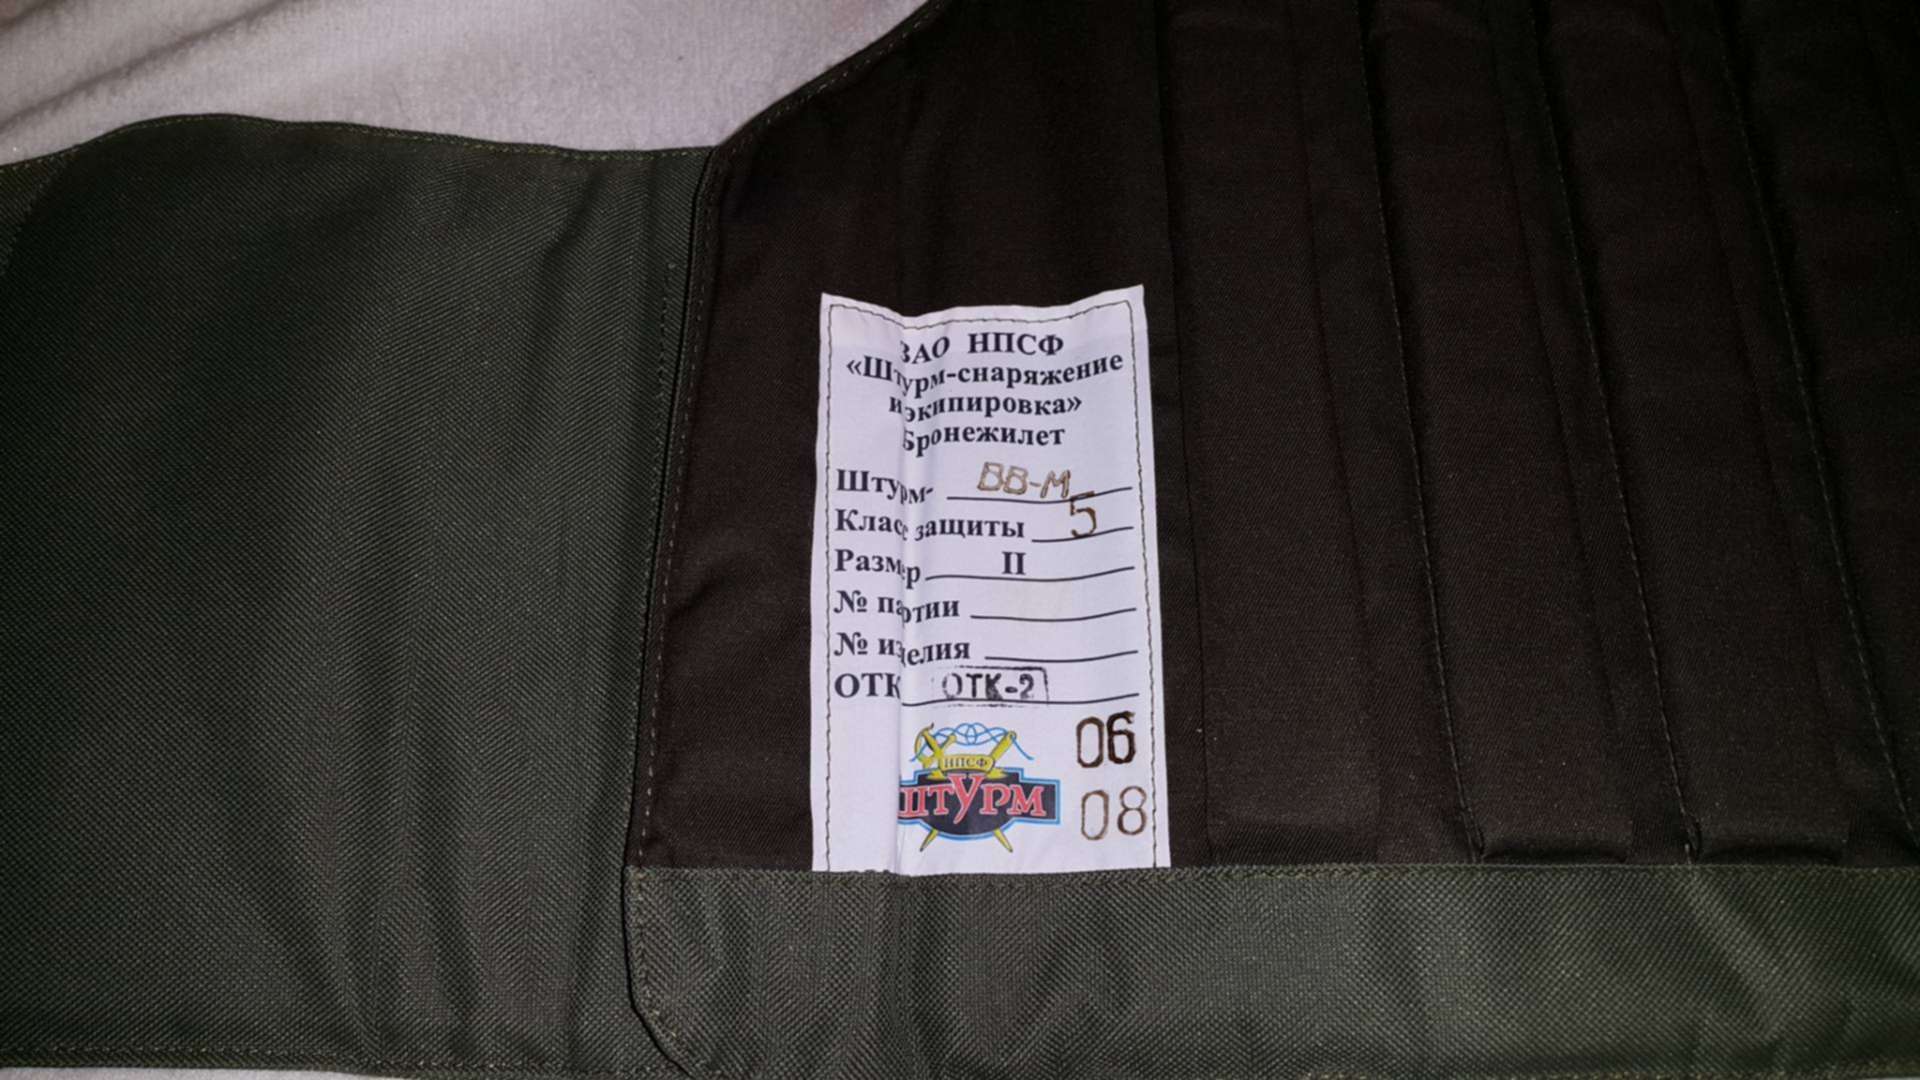 ЗАО НПСФ
«Штурм-снаряжение
и экипировка»
Бронежилет
Штурм- ВВ-М
Класс защиты 5
Размер II
№ партии
№ изделия
ОТК ОТК-2
06
08
НПСФ
ШТУРМ